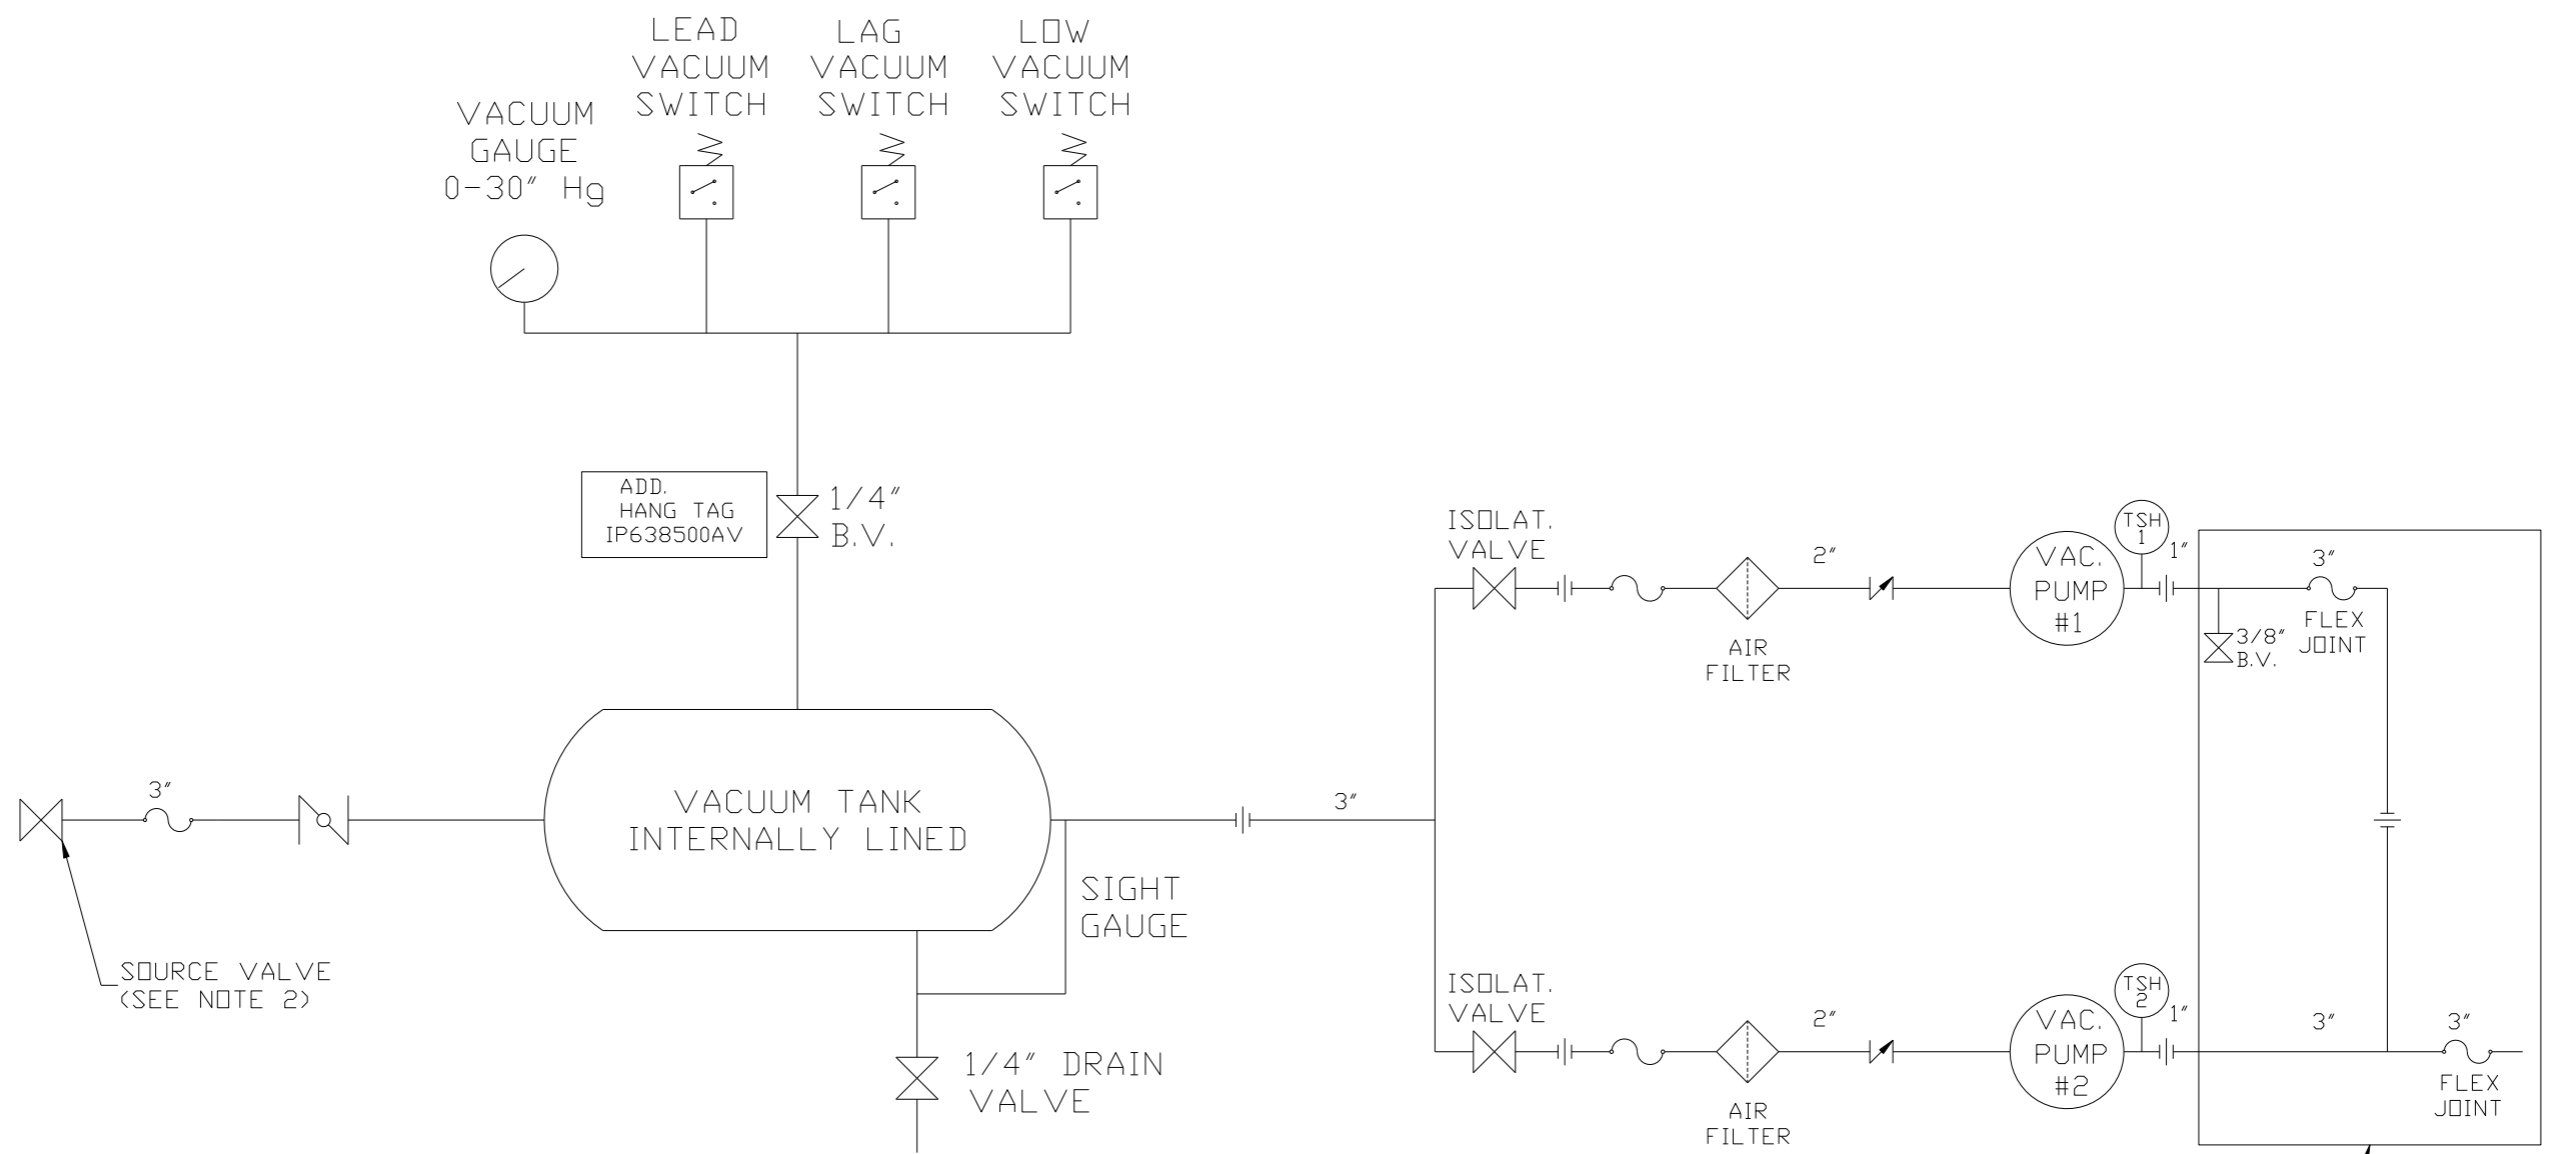 LEAD
VACUUM
SWITCH
LAG
VACUUM
SWITCH
LOW
VACUUM
SWITCH
VACUUM
GAUGE
0-30" Hg
ADD.
HANG TAG
IP638500AV
1/4"
B.V.
ISOLAT.
VALVE
2"
AIR
FILTER
VAC.
PUMP
#1
TSH
1
1"
3/8"
B.V.
3"
FLEX
JOINT
3"
VACUUM TANK
INTERNALLY LINED
3"
SIGHT
GAUGE
SOURCE VALVE
(SEE NOTE 2)
1/4" DRAIN
VALVE
ISOLAT.
VALVE
2"
AIR
FILTER
VAC.
PUMP
#2
TSH
2
1"
3"
3"
FLEX
JOINT